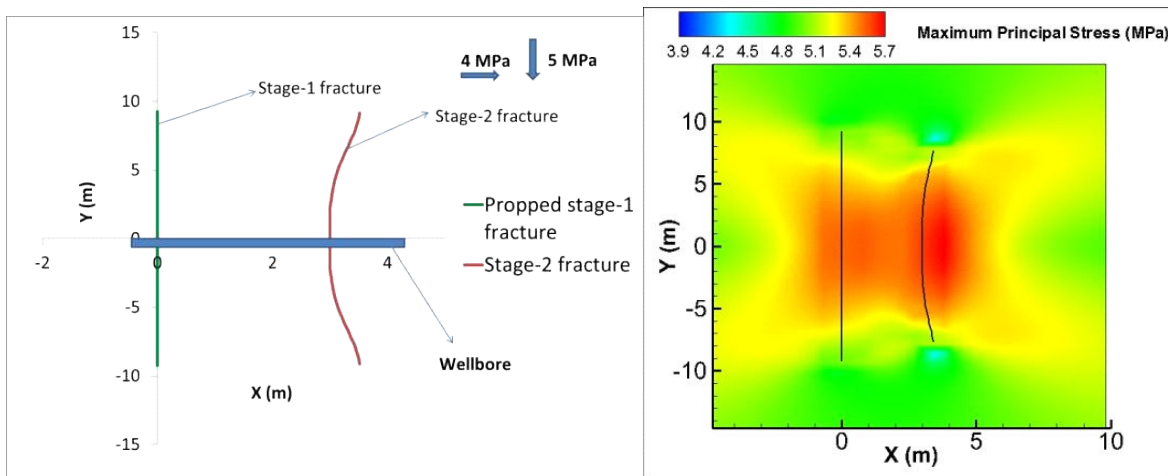 15
4 MPa
5 MPa
Stage-1 fracture
10
Stage-2 fracture
5
Y (m)
Propped stage-1
fracture
0
-2
0
2
4
Stage-2 fracture
-5
-10
Wellbore
X (m)
-15
3.9 4.2 4.5 4.8 5.1 5.4 5.7
Maximum Principal Stress (MPa)
10
5
Y (m)
0
-5
-10
0 5 10
X (m)